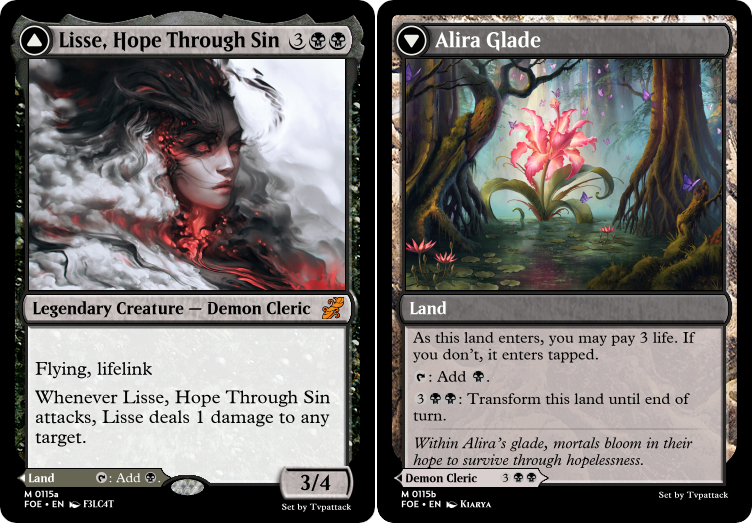 Lisse, Hope Through Sin 3
Legendary Creature — Demon Cleric
Flying, lifelink
Whenever Lisse, Hope Through Sin
attacks, Lisse deals 1 damage to any
target.
Land : Add .
3/4
M 0115a
FOE • EN F3LC4T
Set by Tvpattack
Alira Glade
Land
As this land enters, you may pay 3 life. If
you don't, it enters tapped.
: Add .
3 : Transform this land until end of
turn.
Within Alira's glade, mortals bloom in their
hope to survive through hopelessness.
Demon Cleric 3
M 0115b
FOE • EN Kiarya
Set by Tvpattack